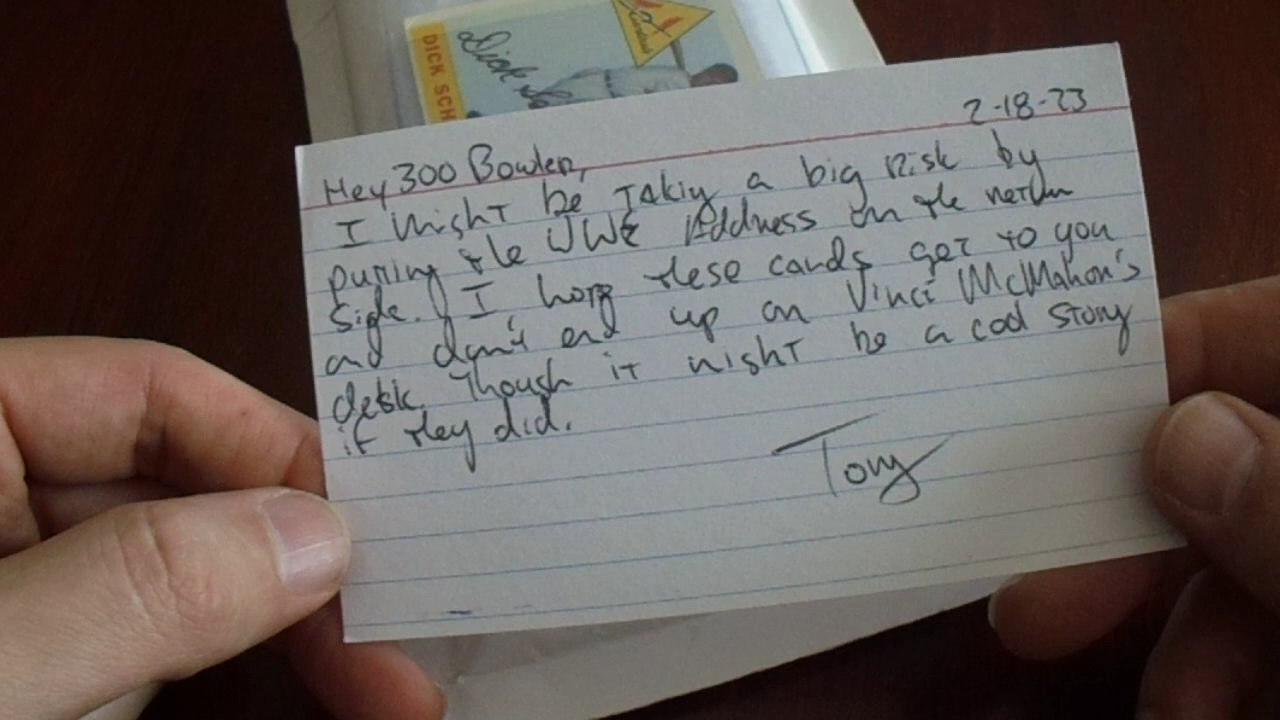 DICK SCH
Dick
2-18-23
Hey 300 Bowler,
I might be Taking a big Risk by
putting the WWE Address on the return
side. I hope these cards get to you
and don't end up on Vince McMahon's
desk. Though it might be a cool story
if they did.
Tony